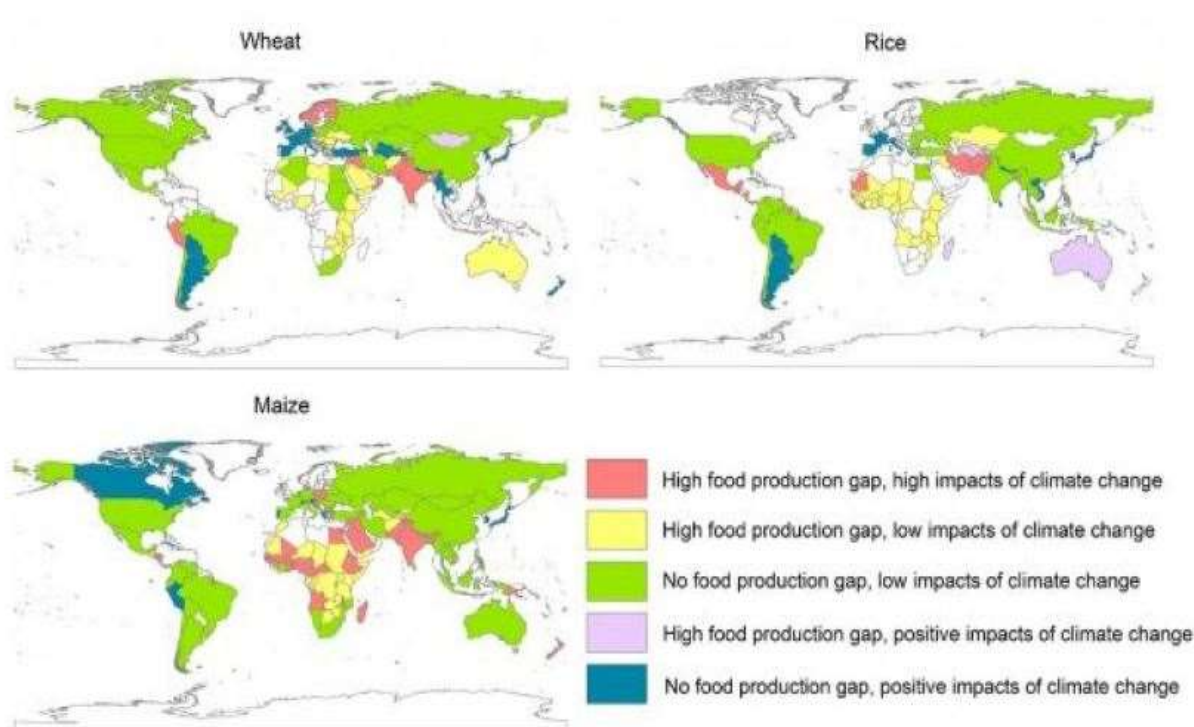 Wheat
Rice
Maize
High food production gap, high impacts of climate change
High food production gap, low impacts of climate change
No food production gap, low impacts of climate change
High food production gap, positive impacts of climate change
No food production gap, positive impacts of climate change